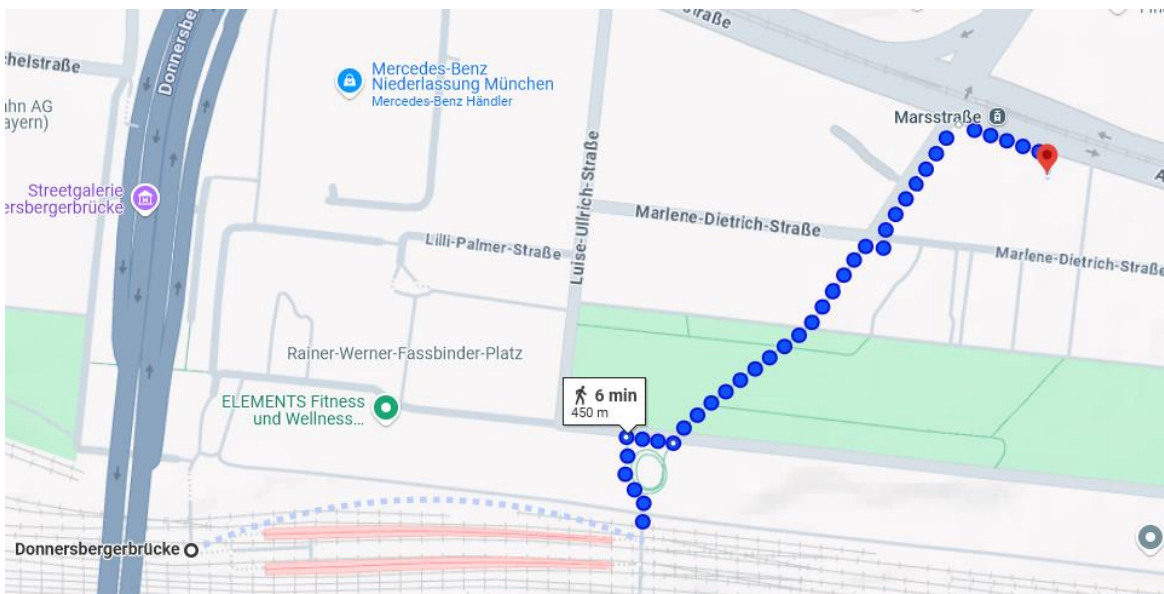 Straße
chelstraße
Donnersberg
Mercedes-Benz
Niederlassung München
Mercedes-Benz Händler
ahn AG
ayern)
Marsstraße
A
Streetgalerie
ersbergerbrücke
Luise-Ullrich-Straße
Marlene-Dietrich-Straße
Lilli-Palmer-Straße
Marlene-Dietrich-Straße
Rainer-Werner-Fassbinder-Platz
ELEMENTS Fitness
und Wellness...
6 min
450 m
Donnersbergerbrücke